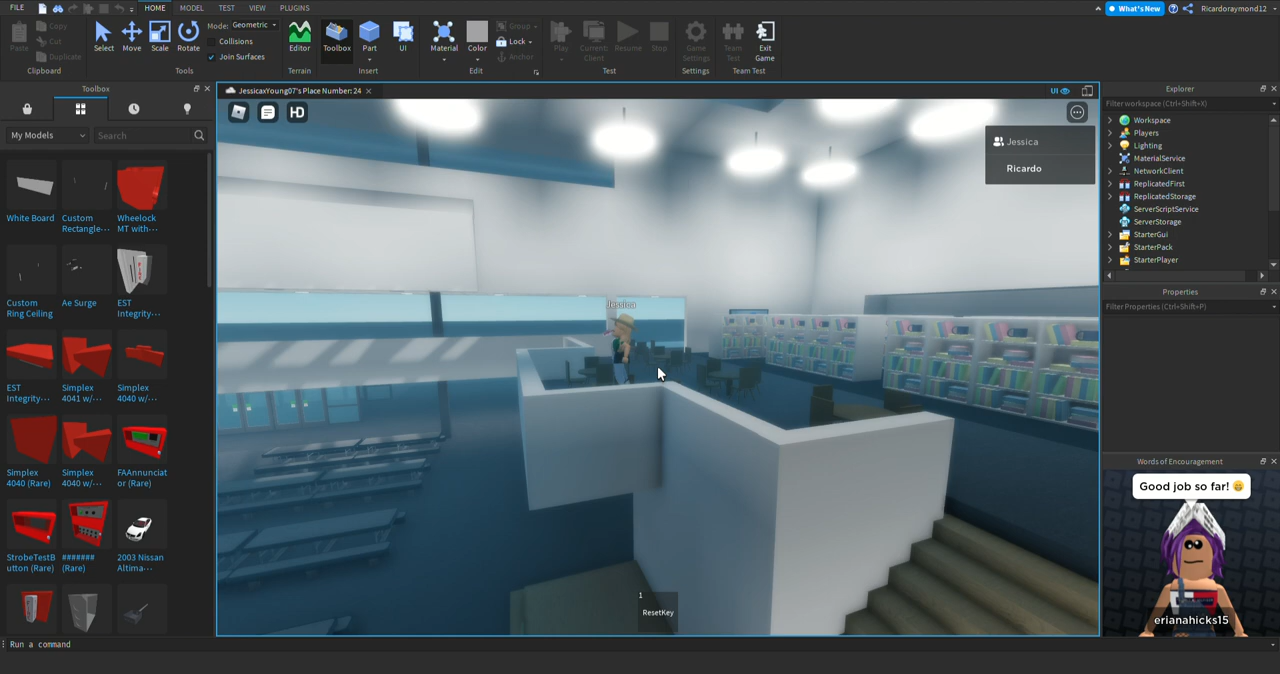 FILE HOME MODEL TEST VIEW PLUGINS What's New Ricardoraymond12
Paste Copy Cut Duplicate Clipboard
Select Move Scale Rotate
Mode: Geometric
Collisions
Join Surfaces
Tools
Editor Terrain
Toolbox Part UI Insert
Material Color Group Lock Anchor Edit
Play Current: Client Resume Stop Test
Game Settings Settings
Team Test Exit Game Team Test
Toolbox
My Models Search
White Board
Custom Rectangle···
Wheelock MT with···
Custom Ring Ceiling
Ae Surge
EST Integrity···
EST Integrity···
Simplex 4041 w/···
Simplex 4040 w/···
Simplex 4040 (Rare)
Simplex 4040 w/···
FAAnnunciat or (Rare)
StrobeTestB utton (Rare)
####### (Rare)
2003 Nissan Altima···
JessicaxYoung07's Place Number: 24
UI
HD
Jessica
Ricardo
Jessica
1
ResetKey
Explorer
Filter workspace (Ctrl+Shift+X)
Workspace
Players
Lighting
MaterialService
NetworkClient
ReplicatedFirst
ReplicatedStorage
ServerScriptService
ServerStorage
StarterGui
StarterPack
StarterPlayer
Properties
Filter Properties (Ctrl+Shift+P)
Words of Encouragement
Good job so far! 😄
erianahicks15
Run a command